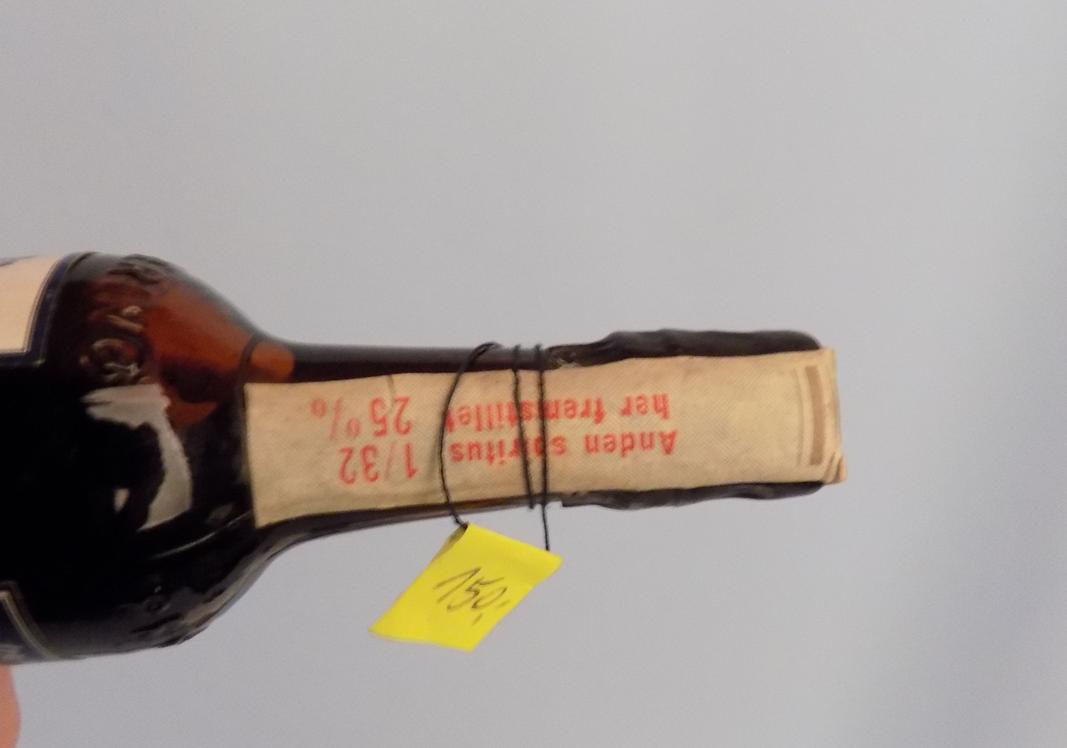 Anden spiritus
her fremstillet
1/32
25%
150,-